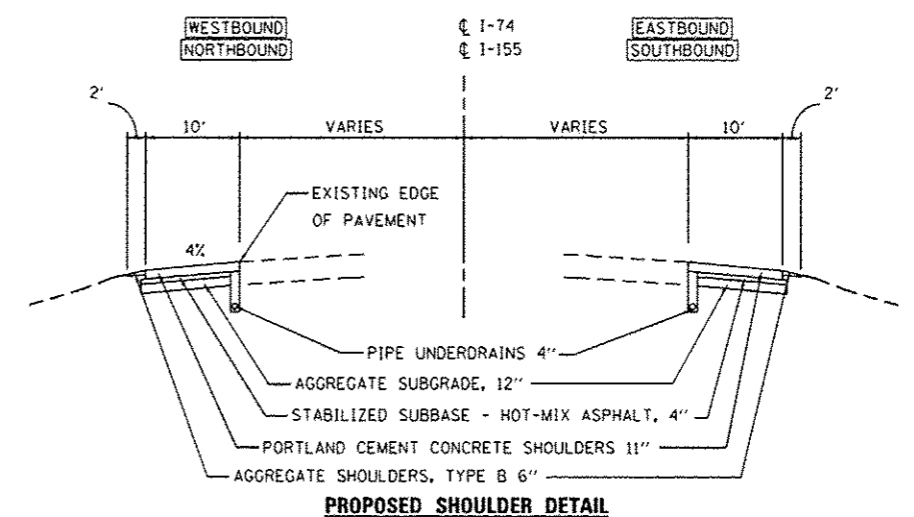 WESTBOUND ℄ I-74 EASTBOUND
NORTHBOUND ℄ I-155 SOUTHBOUND
2' 2'
10' VARIES VARIES 10'
EXISTING EDGE
OF PAVEMENT
4%
PIPE UNDERDRAINS 4"
AGGREGATE SUBGRADE, 12"
STABILIZED SUBBASE - HOT-MIX ASPHALT, 4"
PORTLAND CEMENT CONCRETE SHOULDERS 11"
AGGREGATE SHOULDERS, TYPE B 6"
PROPOSED SHOULDER DETAIL